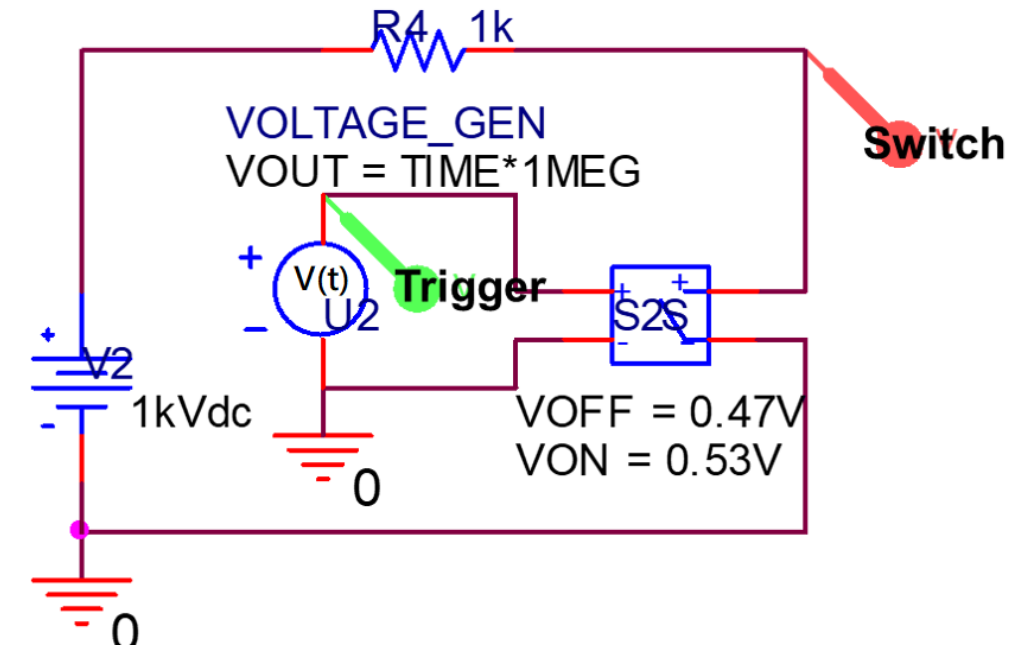 R4 1k
VOLTAGE_GEN
VOUT = TIME*1MEG
Switch
+
V(t)
Trigger
U2
-
+
+
S2
S
-
-
+
V2
1kVdc
-
VOFF = 0.47V
VON = 0.53V
0
0